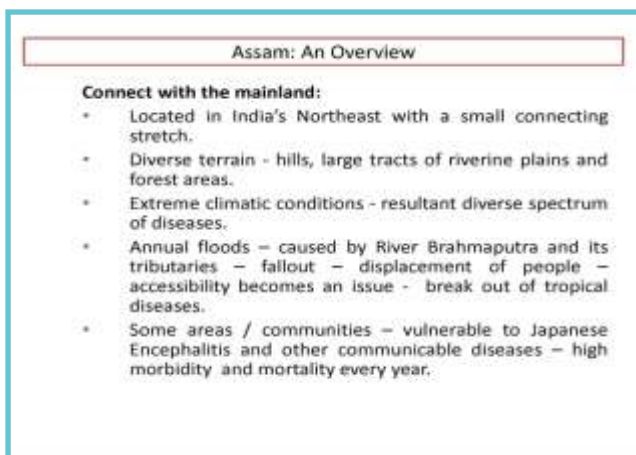 Assam: An Overview
Connect with the mainland:
• Located in India's Northeast with a small connecting
stretch.
• Diverse terrain - hills, large tracts of riverine plains and
forest areas.
• Extreme climatic conditions - resultant diverse spectrum
of diseases.
• Annual floods – caused by River Brahmaputra and its
tributaries – fallout – displacement of people –
accessibility becomes an issue - break out of tropical
diseases.
• Some areas / communities – vulnerable to Japanese
Encephalitis and other communicable diseases – high
morbidity and mortality every year.